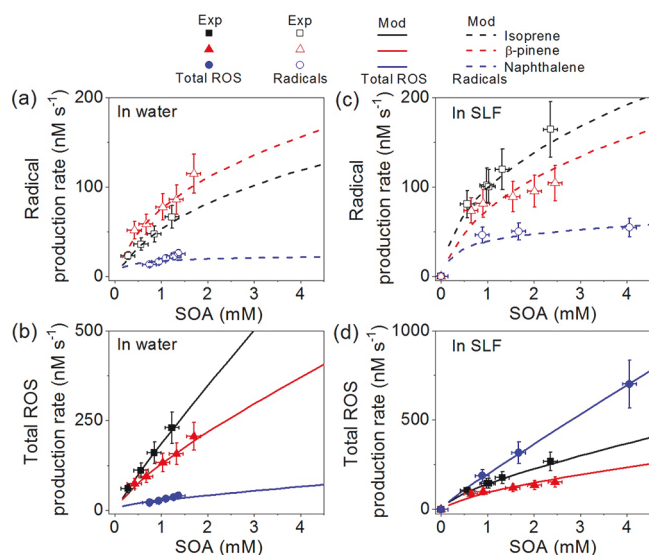 Exp Exp Mod Mod
Isoprene
β-pinene
Total ROS Radicals Total ROS Radicals Naphthalene
(a) In water
Radical
production rate (nM s⁻¹)
200
100
0
0 1 2 3 4
SOA (mM)
(c) In SLF
Radical
production rate (nM s⁻¹)
200
100
0
0 1 2 3 4
SOA (mM)
(b) In water
Total ROS
production rate (nM s⁻¹)
500
250
0
0 1 2 3 4
SOA (mM)
(d) In SLF
Total ROS
production rate (nM s⁻¹)
1000
500
0
0 1 2 3 4
SOA (mM)